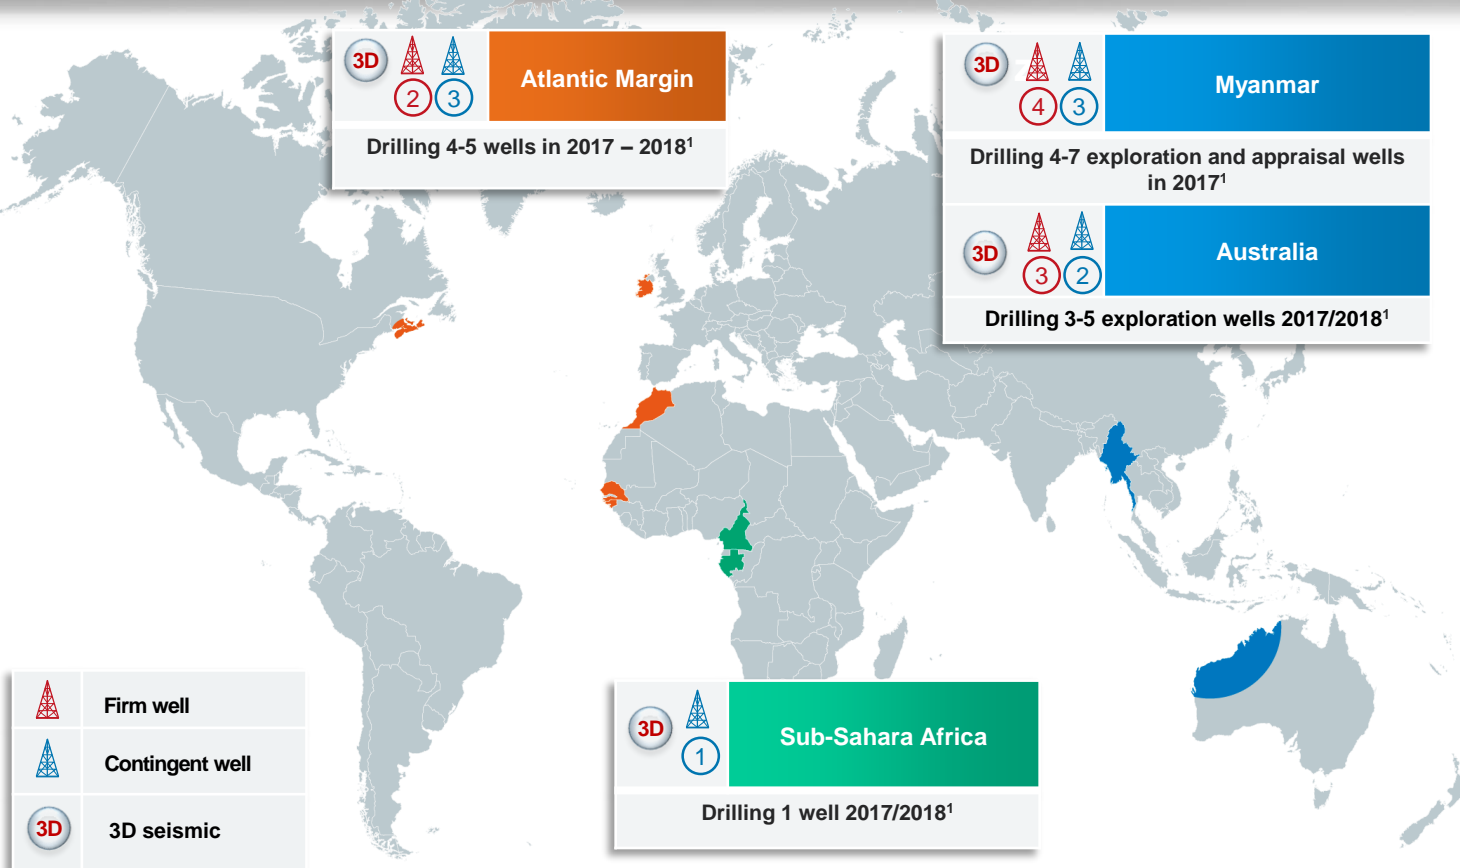 3D
2
3
Atlantic Margin
Drilling 4-5 wells in 2017 – 2018¹
3D
4
3
Myanmar
Drilling 4-7 exploration and appraisal wells
in 2017¹
3D
3
2
Australia
Drilling 3-5 exploration wells 2017/2018¹
3D
1
Sub-Sahara Africa
Drilling 1 well 2017/2018¹
Firm well
Contingent well
3D
3D seismic